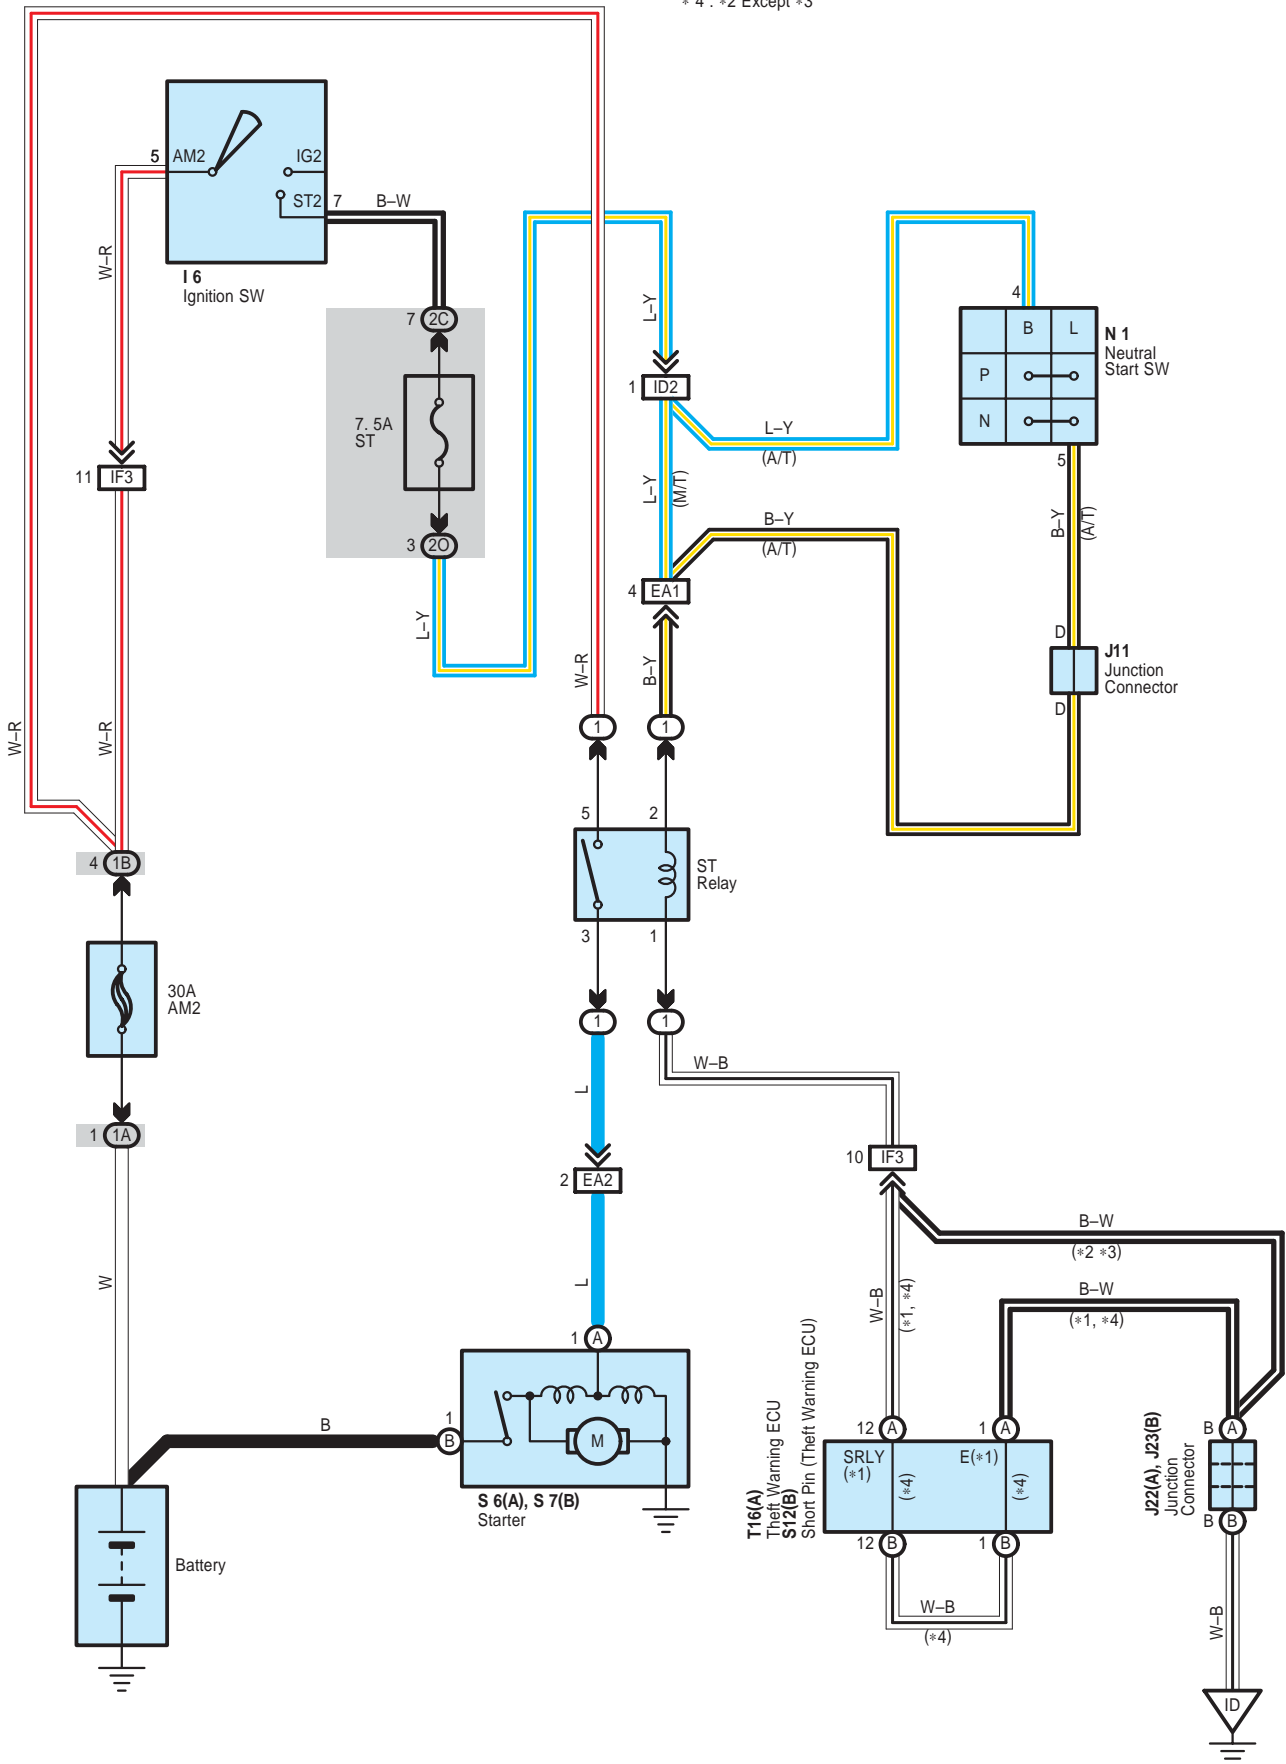 * 4 : *2 Except *3
5 AM2 IG2
ST2 7 B–W
I 6
Ignition SW
W–R
7 2C
7. 5A
ST
3 2O
L–Y
L–Y
1 ID2
L–Y
(A/T)
L–Y
(M/T)
4
B L
P
N
N 1
Neutral
Start SW
5
B–Y
(A/T)
B–Y
(A/T)
11 IF3
4 EA1
W–R
B–Y
D
J11
Junction
Connector
D
W–R
W–R
1 1
5 2
ST
Relay
3 1
4 1B
30A
AM2
1 1A
1 1
W–B
L
2 EA2
10 IF3
B–W
(*2 *3)
W
L
W–B
(*1, *4)
B–W
(*1, *4)
1 A
B
1
B
M
S 6(A), S 7(B)
Starter
T16(A)
Theft Warning ECU
S12(B)
Short Pin (Theft Warning ECU)
12 A 1 A
SRLY
(*1)
E(*1)
(*4)
(*4)
12 B 1 B
W–B
(*4)
J22(A), J23(B)
Junction
Connector
B A
B B
W–B
ID
Battery